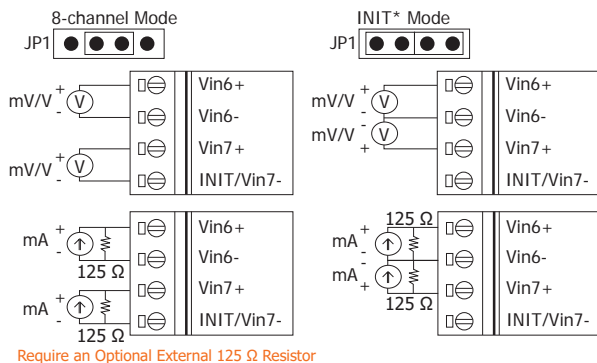 8-channel Mode
JP1
mV/V + -
V
mV/V + -
V
Vin6+
Vin6-
Vin7+
INIT/Vin7-
mA + -
125 Ω
mA + -
125 Ω
Vin6+
Vin6-
Vin7+
INIT/Vin7-
INIT* Mode
JP1
mV/V + -
V
mV/V - +
V
Vin6+
Vin6-
Vin7+
INIT/Vin7-
125 Ω
mA + -
mA - +
125 Ω
Vin6+
Vin6-
Vin7+
INIT/Vin7-
Require an Optional External 125 Ω Resistor